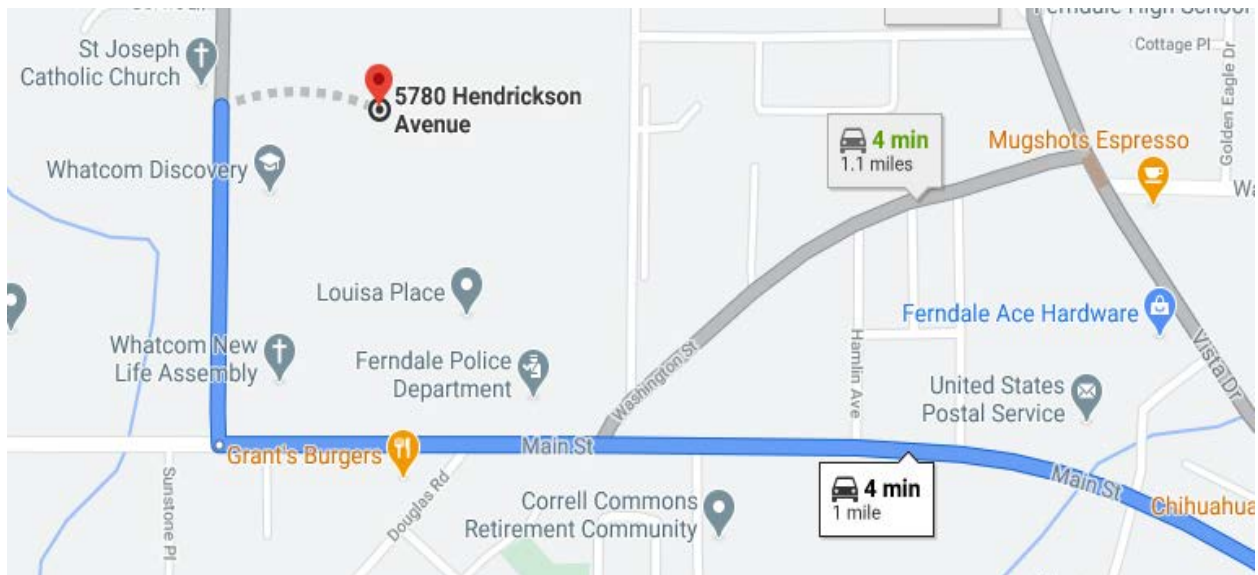 St Joseph
Catholic Church
5780 Hendrickson
Avenue
Whatcom Discovery
Ferndale High School
Cottage Pl
Golden Eagle Dr
4 min
1.1 miles
Mugshots Espresso
Louisa Place
Ferndale Ace Hardware
Whatcom New
Life Assembly
Ferndale Police
Department
Washington St
Hamlin Ave
Vista Dr
United States
Postal Service
Grant's Burgers
Main St
4 min
1 mile
Main St
Chihuahua
Sunstone Pl
Douglas Rd
Correll Commons
Retirement Community